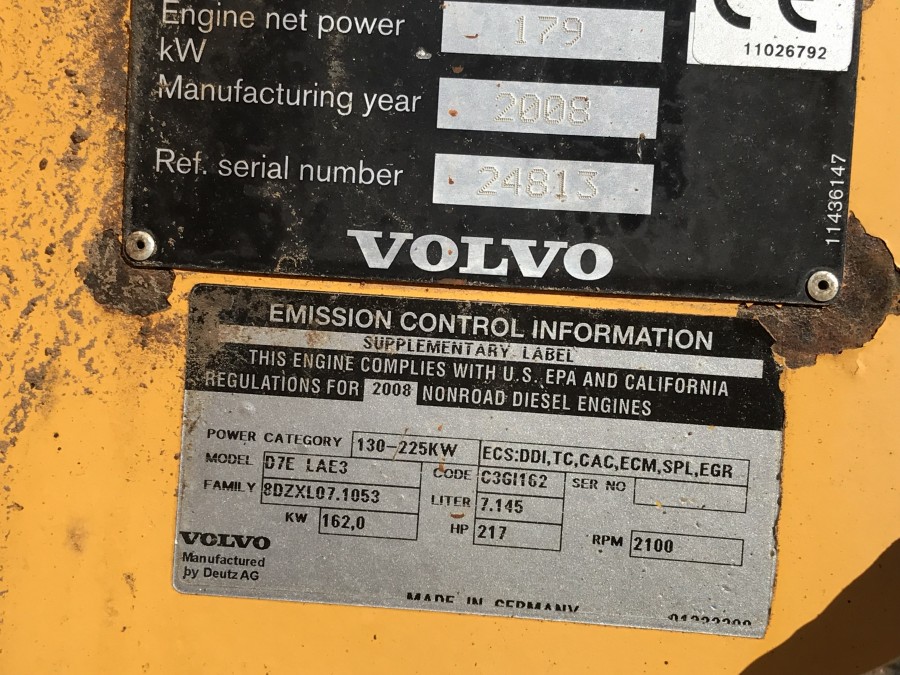 Engine net power 179
kW
CE
11026792
Manufacturing year 2008
Ref. serial number 24813
11436147
VOLVO
EMISSION CONTROL INFORMATION
SUPPLEMENTARY LABEL
THIS ENGINE COMPLIES WITH U.S. EPA AND CALIFORNIA
REGULATIONS FOR 2008 NONROAD DIESEL ENGINES
POWER CATEGORY 130-225KW ECS:DDI,TC,CAC,ECM,SPL,EGR
MODEL D7E LAE3 CODE C3GI162 SER NO
FAMILY 8DZXL07.1053 LITER 7.145
KW 162,0 HP 217 RPM 2100
VOLVO
Manufactured
by Deutz AG
MADE IN GERMANY